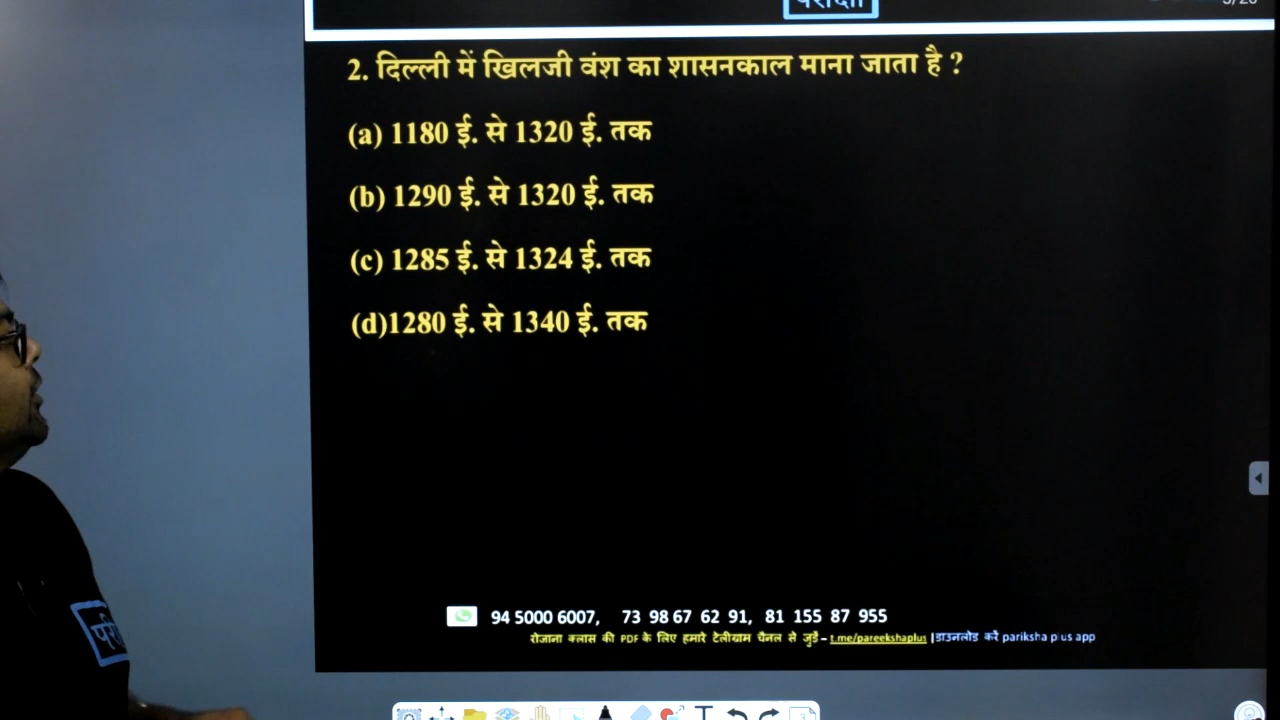 2. दिल्ली में खिलजी वंश का शासनकाल माना जाता है ?
(a) 1180 ई. से 1320 ई. तक
(b) 1290 ई. से 1320 ई. तक
(c) 1285 ई. से 1324 ई. तक
(d)1280 ई. से 1340 ई. तक
94 5000 6007, 73 98 67 62 91, 81 155 87 955
रोजाना क्लास की PDF के लिए हमारे टेलीग्राम चैनल से जुड़ें – t.me/pareekshaplus |डाउनलोड करें pariksha plus app